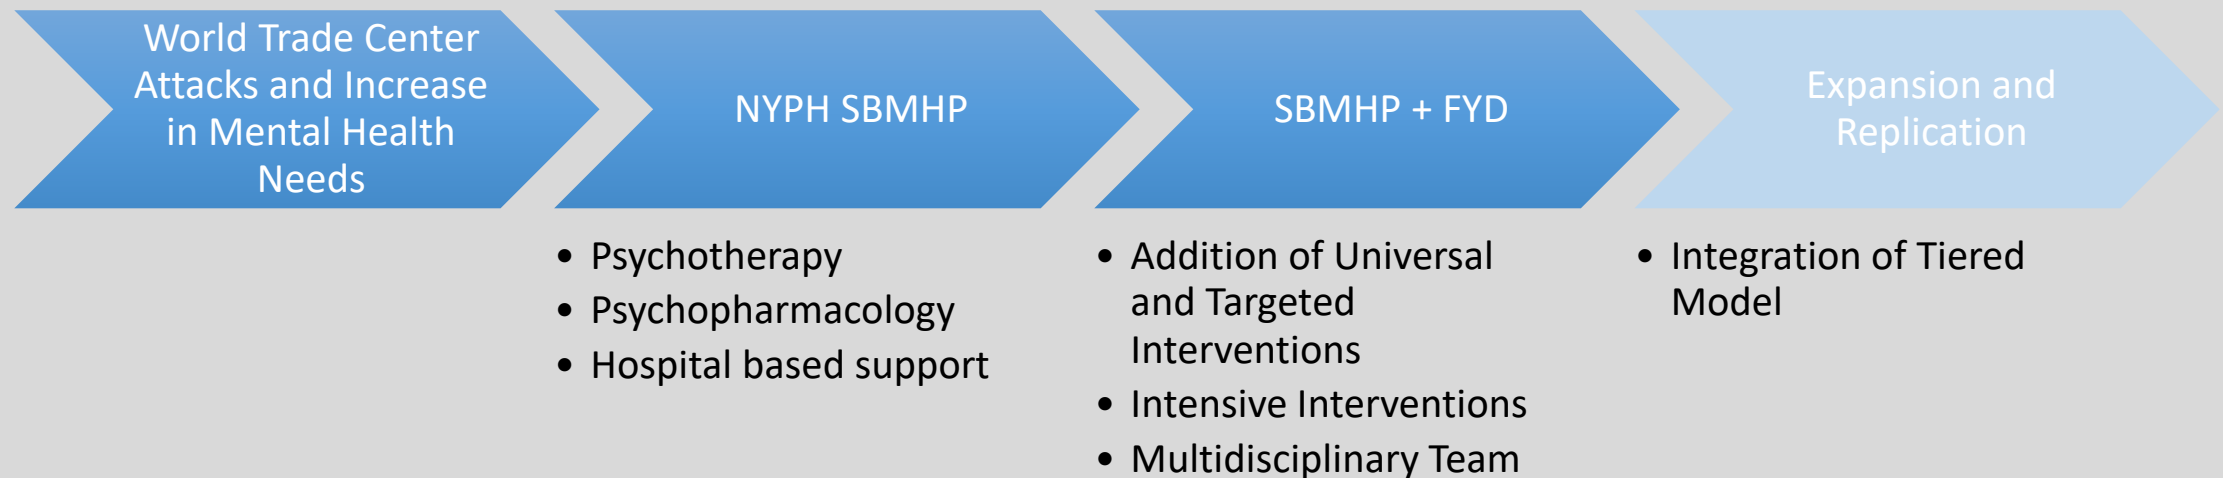 World Trade Center
Attacks and Increase
in Mental Health
Needs
NYPH SBMHP
• Psychotherapy
• Psychopharmacology
• Hospital based support
SBMHP + FYD
• Addition of Universal
and Targeted
Interventions
• Intensive Interventions
• Multidisciplinary Team
Expansion and
Replication
• Integration of Tiered
Model